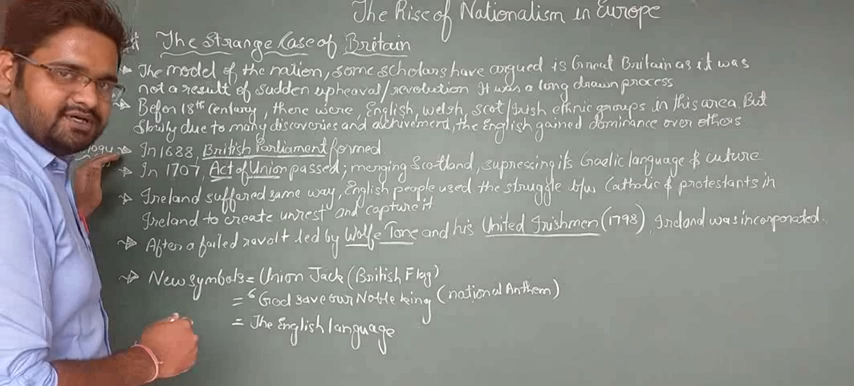 The Rise of Nationalism in Europe
The Strange Case of Britain
The model of the nation, some scholars have argued is Great Britain as it was
not a result of sudden upheaval/revolution It was a long drawn process
Before 18th century, there were, English, welsh, scot/irish ethnic groups in this area. But
slowly due to many discoveries and achivement, the English gained dominance over others
In 1688, British Parliament formed
In 1707, Act of Union passed; merging Scotland, supressing its Gaelic language & culture
Ireland suffered same way, English people used the struggle b/w Catholic & protestants in
Ireland to create unrest and capture it
After a failed revolt led by Wolfe Tone and his United Irishmen (1798), Ireland was incorporated.
New symbols = Union Jack (British Flag)
= "God save our Noble king (national Anthem)
= The English language